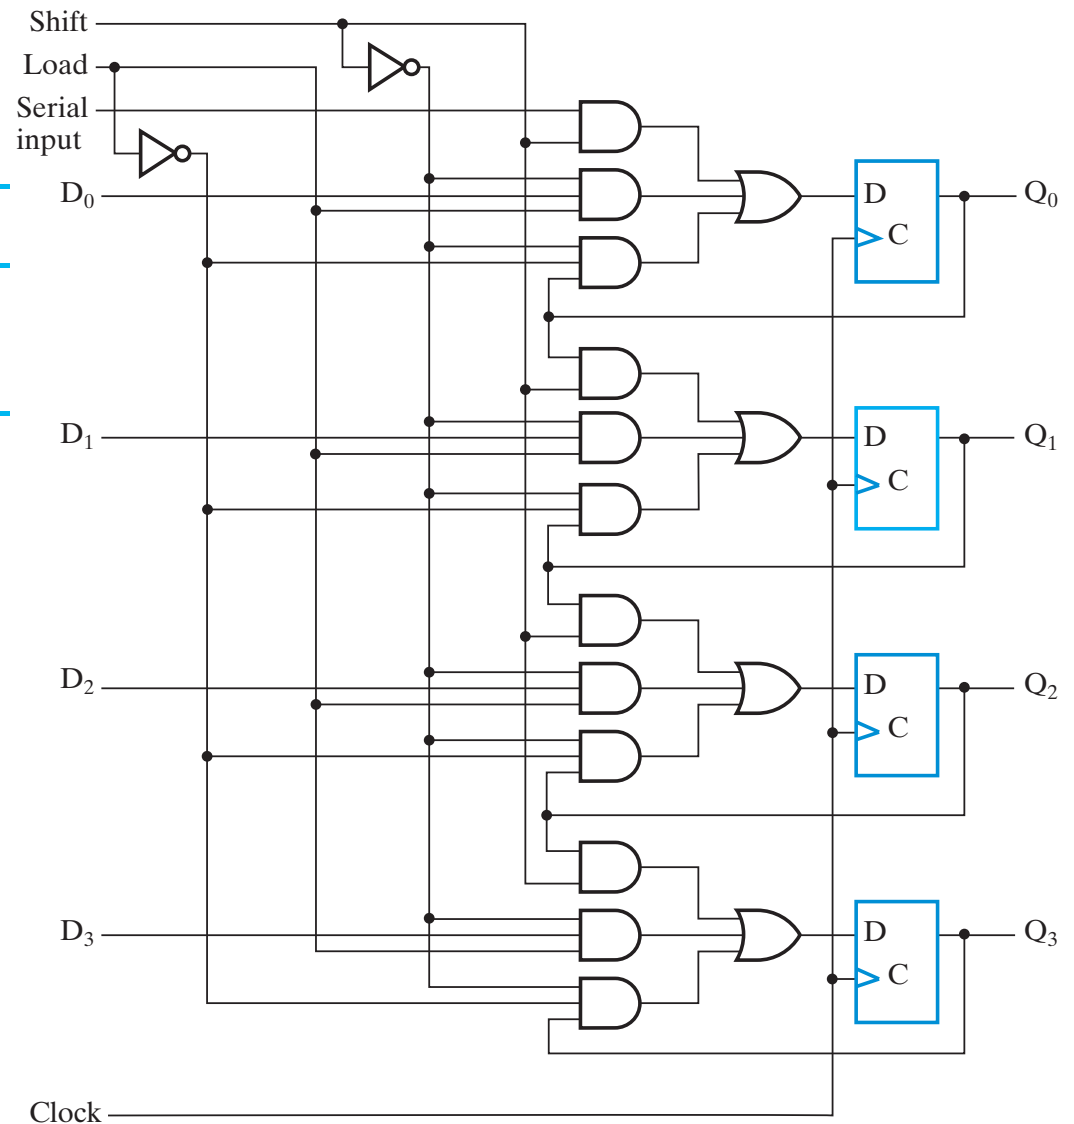 Shift
Load
Serial
input
D₀
D
C
Q₀
D₁
D
C
Q₁
D₂
D
C
Q₂
D₃
D
C
Q₃
Clock